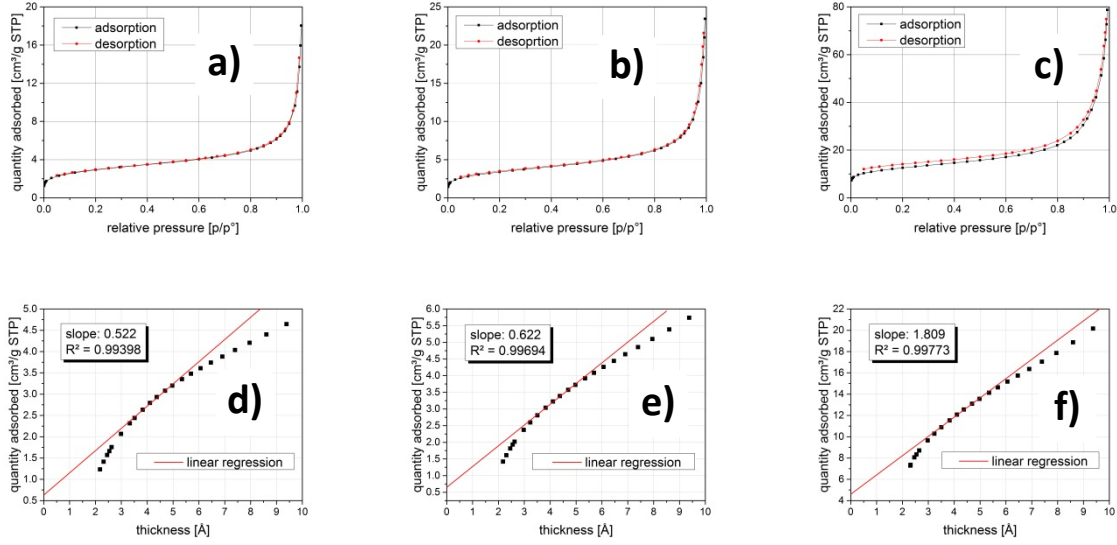 a)
adsorption
desorption
quantity adsorbed [cm³/g STP]
20
16
12
8
4
0
0.0 0.2 0.4 0.6 0.8 1.0
relative pressure [p/p°]
b)
adsorption
desoprtion
quantity adsorbed [cm³/g STP]
25
20
15
10
5
0
0.0 0.2 0.4 0.6 0.8 1.0
relative pressure [p/p°]
c)
adsorption
desorption
quantity adsorbed [cm³/g STP]
80
60
40
20
0
0.0 0.2 0.4 0.6 0.8 1.0
relative pressure [p/p°]
d)
slope: 0.522
R² = 0.99398
linear regression
quantity adsorbed [cm³/g STP]
5.0
4.5
4.0
3.5
3.0
2.5
2.0
1.5
1.0
0.5
0 1 2 3 4 5 6 7 8 9 10
thickness [Å]
e)
slope: 0.622
R² = 0.99694
linear regression
quantity adsorbed [cm³/g STP]
6.0
5.5
5.0
4.5
4.0
3.5
3.0
2.5
2.0
1.5
1.0
0.5
0 1 2 3 4 5 6 7 8 9 10
thickness [Å]
f)
slope: 1.809
R² = 0.99773
linear regression
quantity adsorbed [cm³/g STP]
22
20
18
16
14
12
10
8
6
4
0 1 2 3 4 5 6 7 8 9 10
thickness [Å]